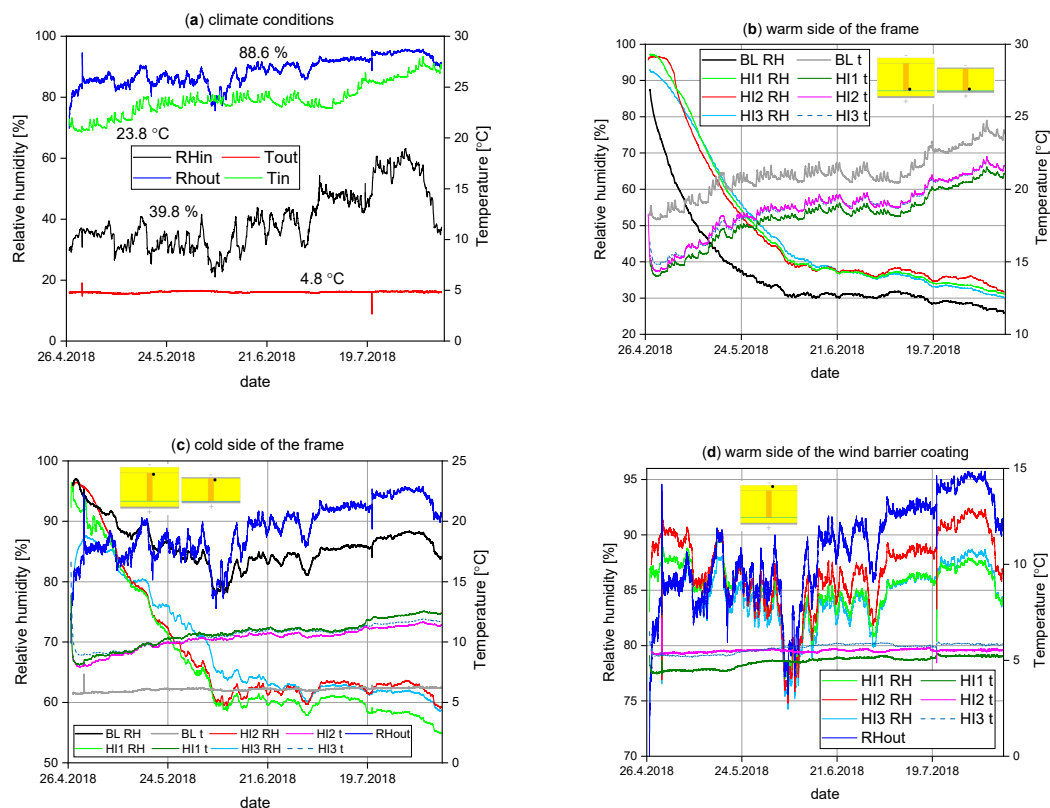 (a) climate conditions
100
80
60
40
20
0
30
25
20
15
10
5
0
Relative humidity [%]
Temperature [°C]
88.6 %
23.8 °C
RHin Tout
Rhout Tin
39.8 %
4.8 °C
26.4.2018 24.5.2018 21.6.2018 19.7.2018
date
(b) warm side of the frame
100
90
80
70
60
50
40
30
20
30
25
20
15
10
Relative humidity [%]
Temperature [°C]
BL RH BL t
HI1 RH HI1 t
HI2 RH HI2 t
HI3 RH HI3 t
26.4.2018 24.5.2018 21.6.2018 19.7.2018
date
(c) cold side of the frame
100
90
80
70
60
50
25
20
15
10
5
0
Relative humidity [%]
Temperature [°C]
BL RH BL t HI2 RH HI2 t RHout
HI1 RH HI1 t HI3 RH HI3 t
26.4.2018 24.5.2018 21.6.2018 19.7.2018
date
(d) warm side of the wind barrier coating
95
90
85
80
75
70
15
10
5
0
Relative humidity [%]
Temperature [°C]
HI1 RH HI1 t
HI2 RH HI2 t
HI3 RH HI3 t
RHout
26.4.2018 24.5.2018 21.6.2018 19.7.2018
date